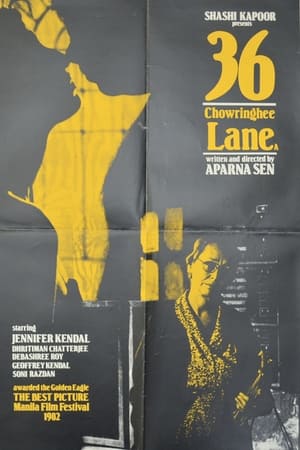 SHASHI KAPOOR
presents
36
Chowringhee
Lane A
written and directed by
APARNA SEN
starring
JENNIFER KENDAL
DHRITIMAN CHATTERJEE
DEBASHREE ROY
GEOFFREY KENDAL
SONI RAZDAN
awarded the Golden Eagle
THE BEST PICTURE
Manila Film Festival
1982